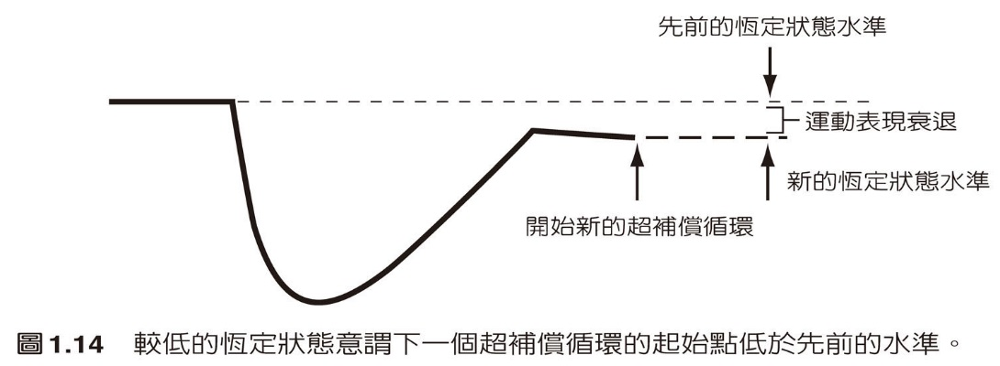 先前的恆定狀態水準
運動表現衰退
新的恆定狀態水準
開始新的超補償循環
圖 1.14 較低的恆定狀態意謂下一個超補償循環的起始點低於先前的水準。